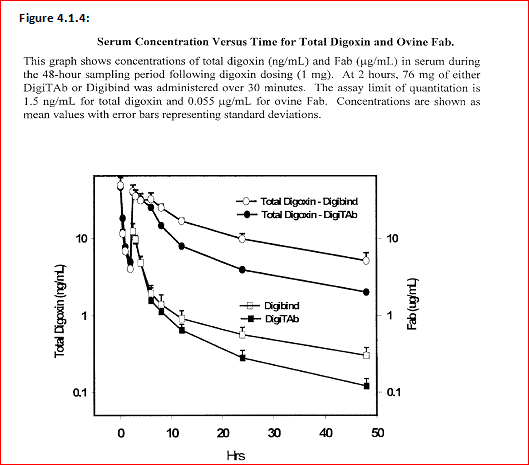 Figure 4.1.4:
Serum Concentration Versus Time for Total Digoxin and Ovine Fab.
This graph shows concentrations of total digoxin (ng/mL) and Fab (µg/mL) in serum during
the 48-hour sampling period following digoxin dosing (1 mg). At 2 hours, 76 mg of either
DigiTAb or Digibind was administered over 30 minutes. The assay limit of quantitation is
1.5 ng/mL for total digoxin and 0.055 µg/mL for ovine Fab. Concentrations are shown as
mean values with error bars representing standard deviations.
Total Digoxin - Digibind
Total Digoxin - DigiTAb
10
10
Digibind
DigiTAb
1
1
0.1
0.1
Total Digoxin (ng/mL)
Fab (ug/mL)
0 10 20 30 40 50
Hrs